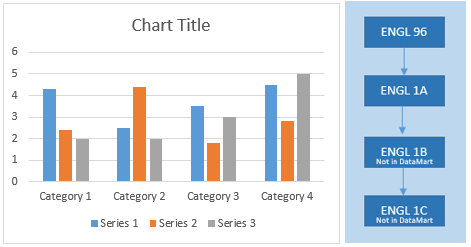 Chart Title
6
5
4
3
2
1
0
Category 1 Category 2 Category 3 Category 4
Series 1 Series 2 Series 3
ENGL 96
ENGL 1A
ENGL 1B
Not in DataMart
ENGL 1C
Not in DataMart